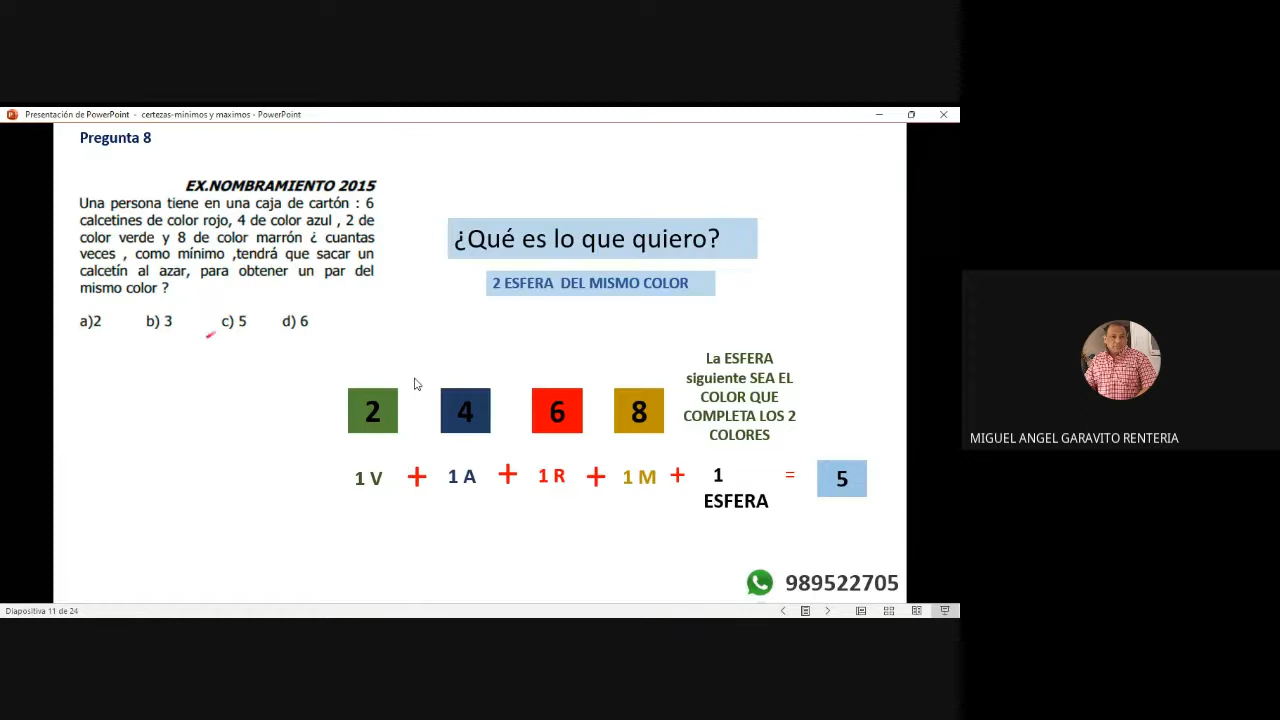 Presentación de PowerPoint - certezas-minimos y maximos - PowerPoint
Pregunta 8
EX.NOMBRAMIENTO 2015
Una persona tiene en una caja de cartón : 6
calcetines de color rojo, 4 de color azul , 2 de
color verde y 8 de color marrón ¿ cuantas
veces , como mínimo ,tendrá que sacar un
calcetín al azar, para obtener un par del
mismo color ?
a)2 b) 3 c) 5 d) 6
¿Qué es lo que quiero?
2 ESFERA DEL MISMO COLOR
La ESFERA
siguiente SEA EL
COLOR QUE
COMPLETA LOS 2
COLORES
2 4 6 8
1 V + 1 A + 1 R + 1 M + 1 = 5
ESFERA
989522705
Diapositiva 11 de 24
MIGUEL ANGEL GARAVITO RENTERIA